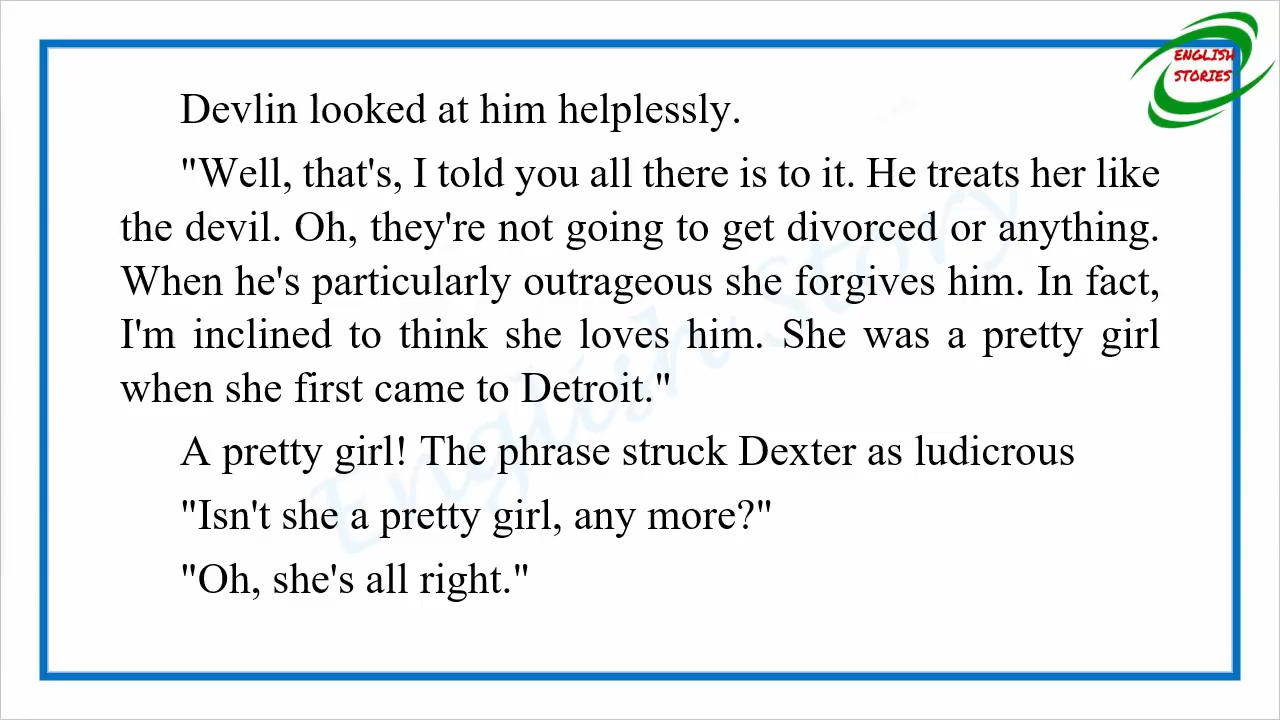 ENGLISH
STORIES
Devlin looked at him helplessly.
"Well, that's, I told you all there is to it. He treats her like
the devil. Oh, they're not going to get divorced or anything.
When he's particularly outrageous she forgives him. In fact,
I'm inclined to think she loves him. She was a pretty girl
when she first came to Detroit."
A pretty girl! The phrase struck Dexter as ludicrous
"Isn't she a pretty girl, any more?"
"Oh, she's all right."
English Story